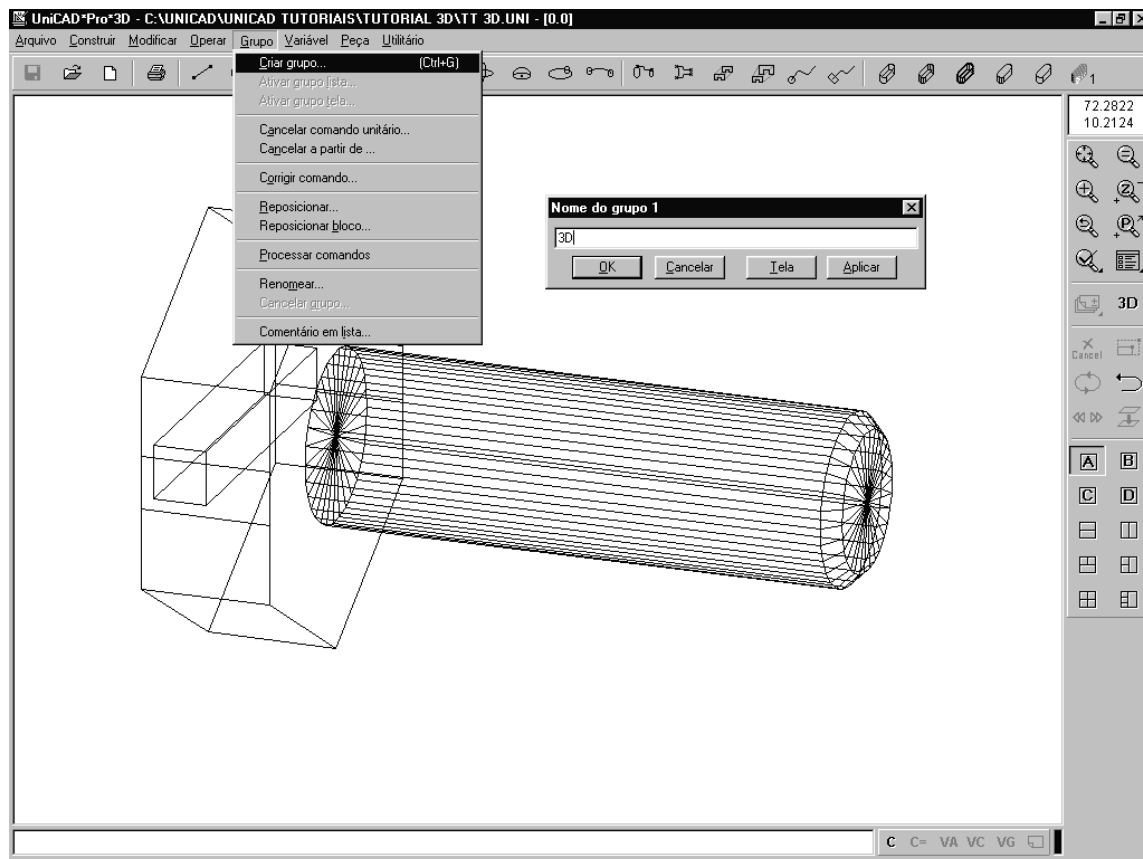 UniCAD*Pro*3D - C:\UNICAD\UNICAD TUTORIAIS\TUTORIAL 3D\TT 3D.UNI - [0.0]
Arquivo Construir Modificar Operar Grupo Variável Peça Utilitário
Criar grupo... (Ctrl+G)
Ativar grupo lista...
Ativar grupo tela...
Cancelar comando unitário...
Cancelar a partir de ...
Corrigir comando...
Reposicionar...
Reposicionar bloco...
Processar comandos
Renomear...
Cancelar grupo...
Comentário em lista...
Nome do grupo 1
3D
OK Cancelar Tela Aplicar
1
72.2822
10.2124
Z
P
3D
Cancel
A B
C D
C C= VA VC VG